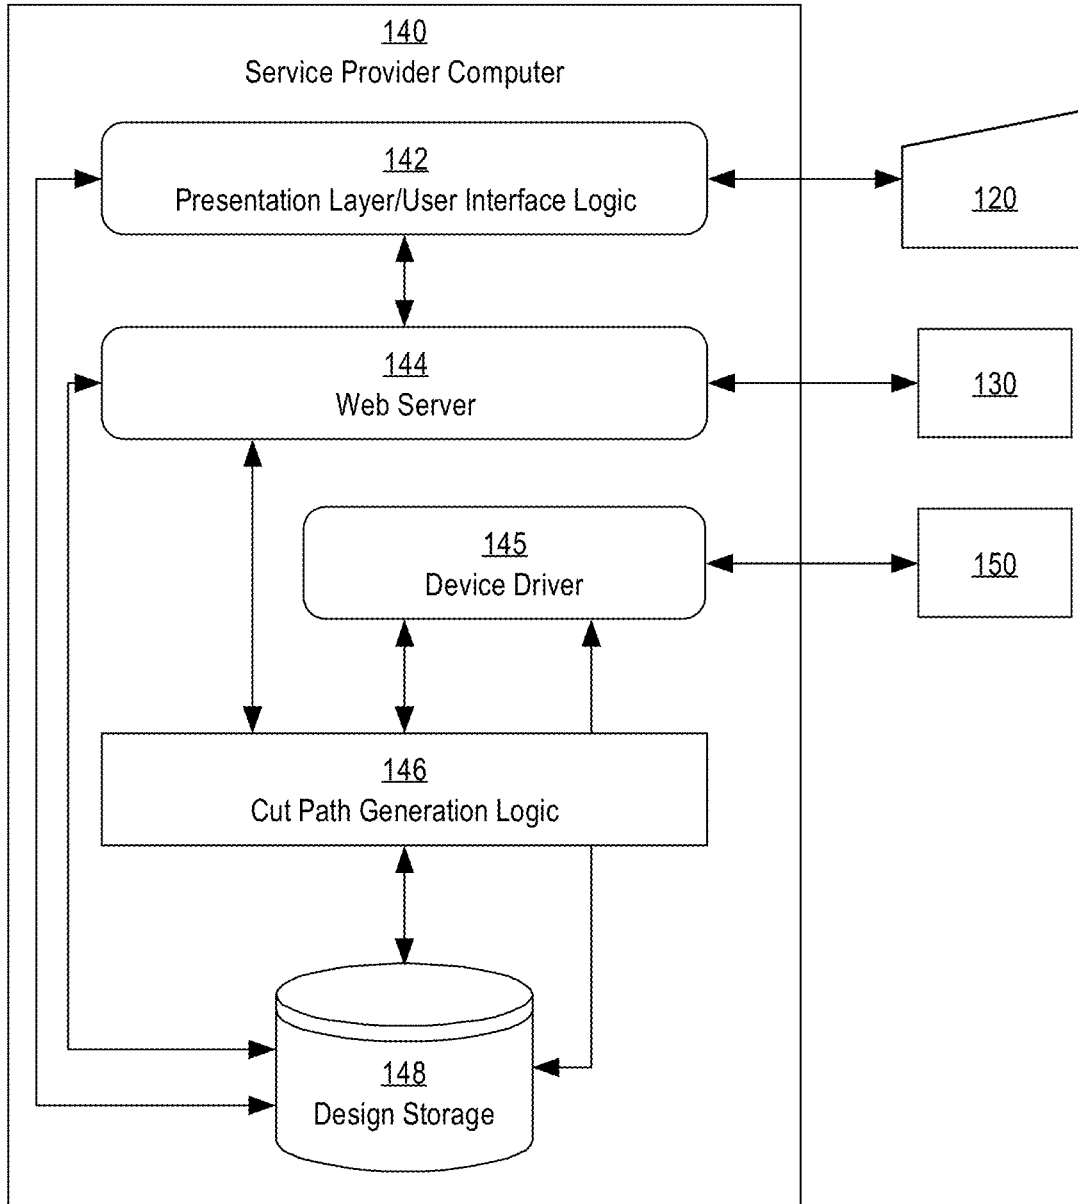 140
Service Provider Computer
142
Presentation Layer/User Interface Logic
120
144
Web Server
130
145
Device Driver
150
146
Cut Path Generation Logic
148
Design Storage